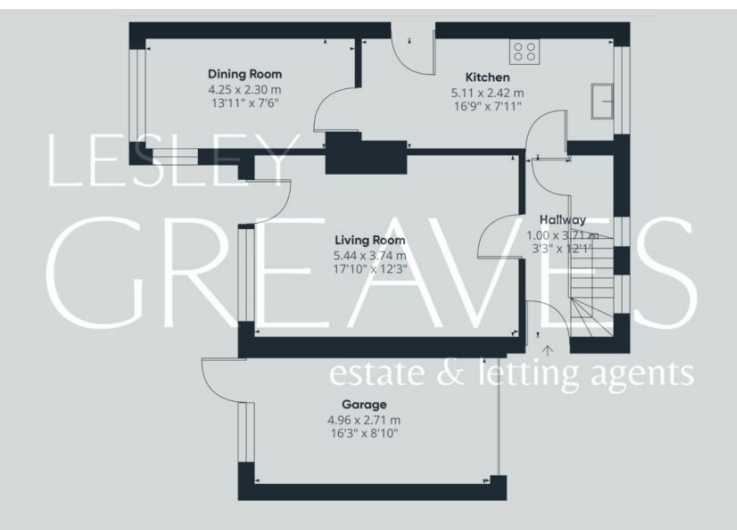 Dining Room
4.25 x 2.30 m
13'11" x 7'6"
Kitchen
5.11 x 2.42 m
16'9" x 7'11"
LESLEY
GREAVES
estate & letting agents
Living Room
5.44 x 3.74 m
17'10" x 12'3"
Hallway
1.00 x 3.71 m
3'3" x 12'1"
Garage
4.96 x 2.71 m
16'3" x 8'10"